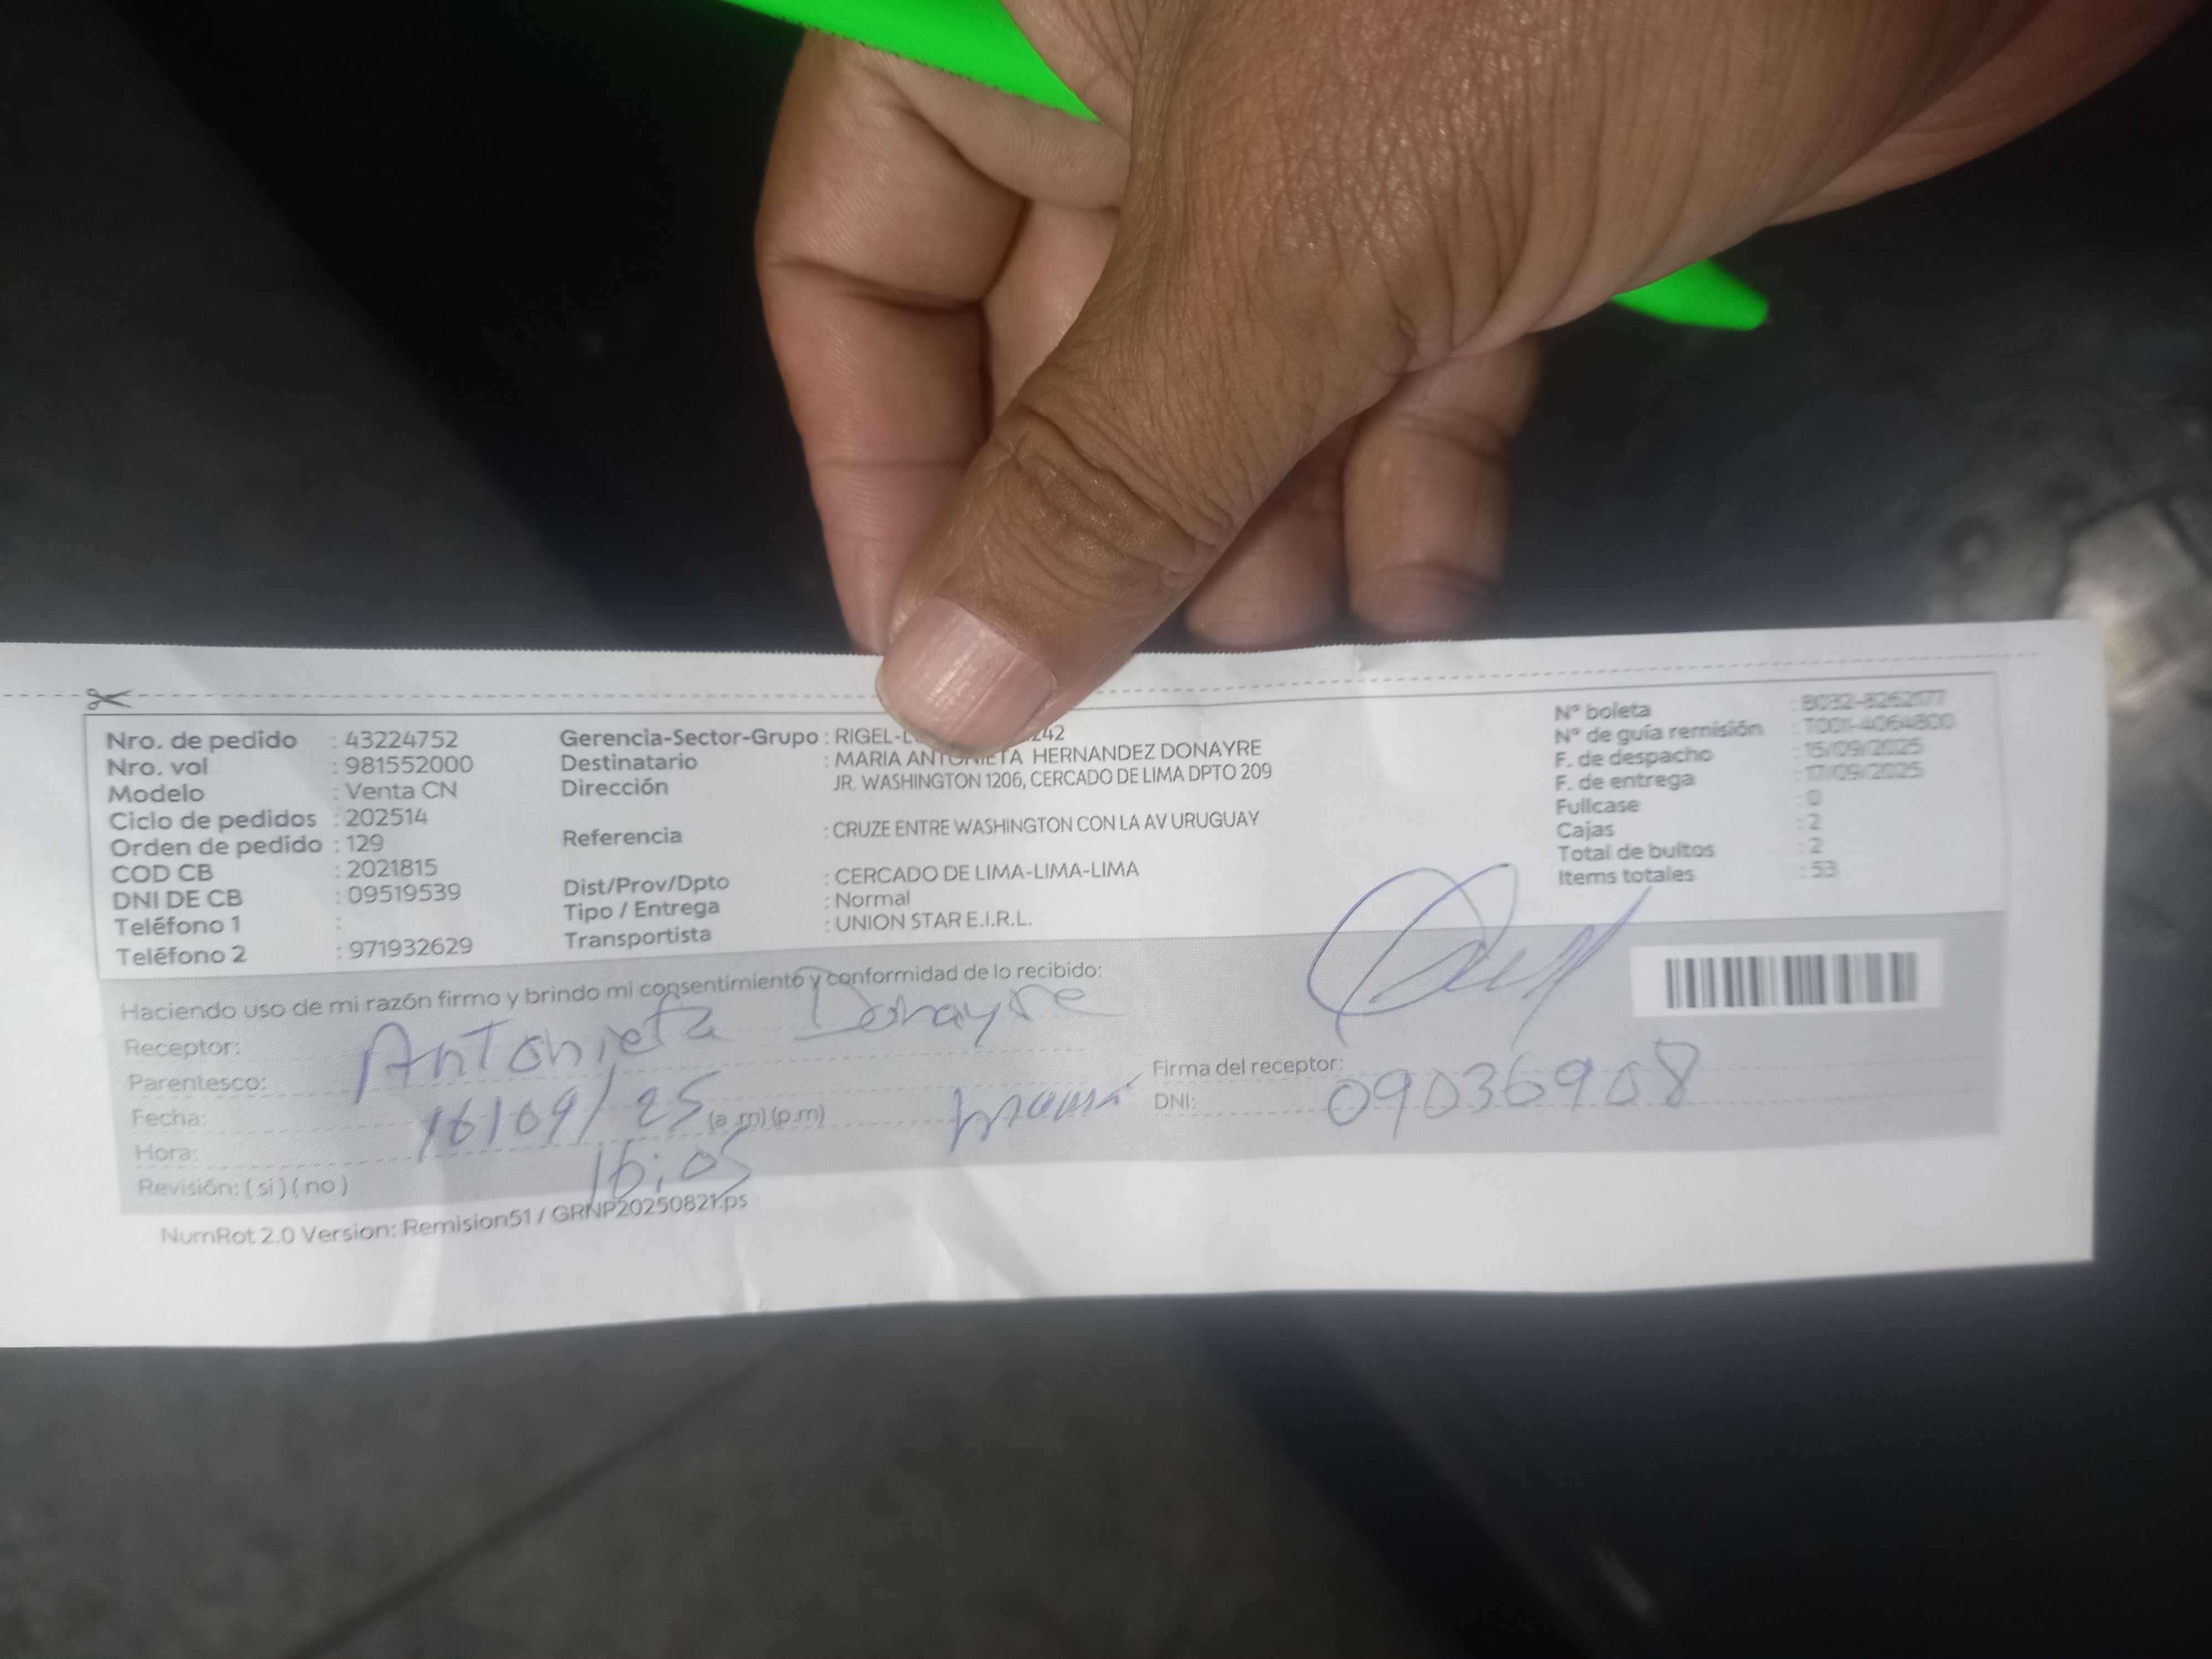 Nro. de pedido : 43224752
Nro. vol : 981552000
Modelo : Venta CN
Ciclo de pedidos : 202514
Orden de pedido : 129
COD CB : 2021815
DNI DE CB : 09519539
Teléfono 1 :
Teléfono 2 : 971932629
Gerencia-Sector-Grupo : RIGEL-L 242
Destinatario : MARIA ANTONIETA HERNANDEZ DONAYRE
Dirección JR. WASHINGTON 1206, CERCADO DE LIMA DPTO 209
Referencia : CRUZE ENTRE WASHINGTON CON LA AV URUGUAY
Dist/Prov/Dpto : CERCADO DE LIMA-LIMA-LIMA
Tipo / Entrega : Normal
Transportista : UNION STAR E.I.R.L.
N° boleta : B032-8262177
N° de guía remisión : T001-4064800
F. de despacho : 15/09/2025
F. de entrega : 17/09/2025
Fullcase : 0
Cajas : 2
Total de bultos : 2
Items totales : 53
Haciendo uso de mi razón firmo y brindo mi consentimiento y conformidad de lo recibido:
Receptor: Antonieta Donayre
Parentesco: mamá
Fecha: 16/09/25 (a.m) (p.m)
Hora: 16:05
Revisión: ( si ) ( no )
Firma del receptor:
DNI: 09036908
NumRot 2.0 Version: Remision51 / GRNP20250821.ps